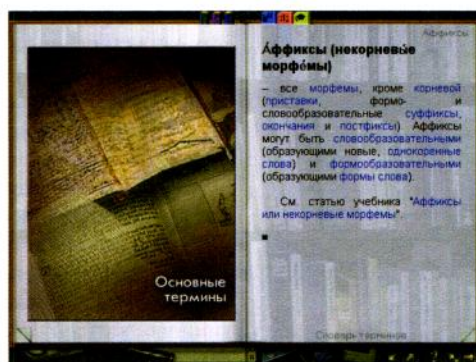 Аффиксы
А́ффиксы (некорневы́е
морфе́мы)
– все морфемы, кроме корневой
(приставки, формо- и
словообразовательные суффиксы,
окончания и постфиксы). Аффиксы
могут быть словообразовательными
(образующими новые, однокоренные
слова) и формообразовательными
(образующими формы слова).
См. статью учебника "Аффиксы
или некорневые морфемы".
Основные
термины
Словарь терминов